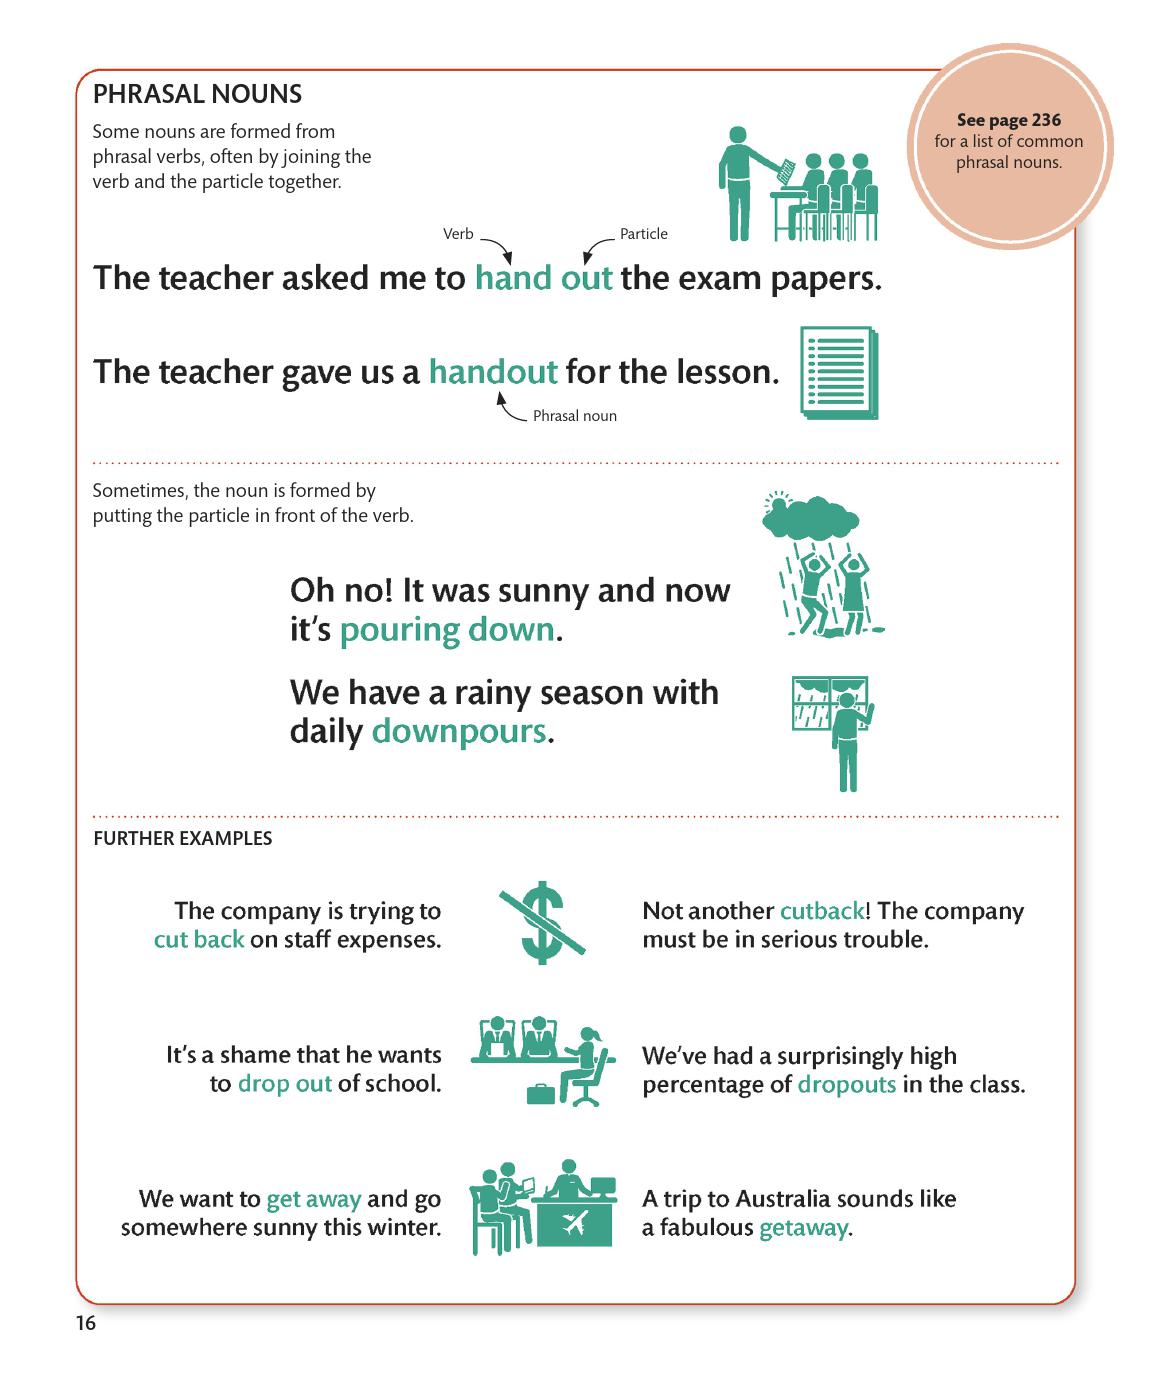 PHRASAL NOUNS
Some nouns are formed from
phrasal verbs, often by joining the
verb and the particle together.
See page 236
for a list of common
phrasal nouns.
Verb
Particle
The teacher asked me to hand out the exam papers.
The teacher gave us a handout for the lesson.
Phrasal noun
Sometimes, the noun is formed by
putting the particle in front of the verb.
Oh no! It was sunny and now
it’s pouring down.
We have a rainy season with
daily downpours.
FURTHER EXAMPLES
The company is trying to
cut back on staff expenses.
Not another cutback! The company
must be in serious trouble.
It’s a shame that he wants
to drop out of school.
We’ve had a surprisingly high
percentage of dropouts in the class.
We want to get away and go
somewhere sunny this winter.
A trip to Australia sounds like
a fabulous getaway.
16